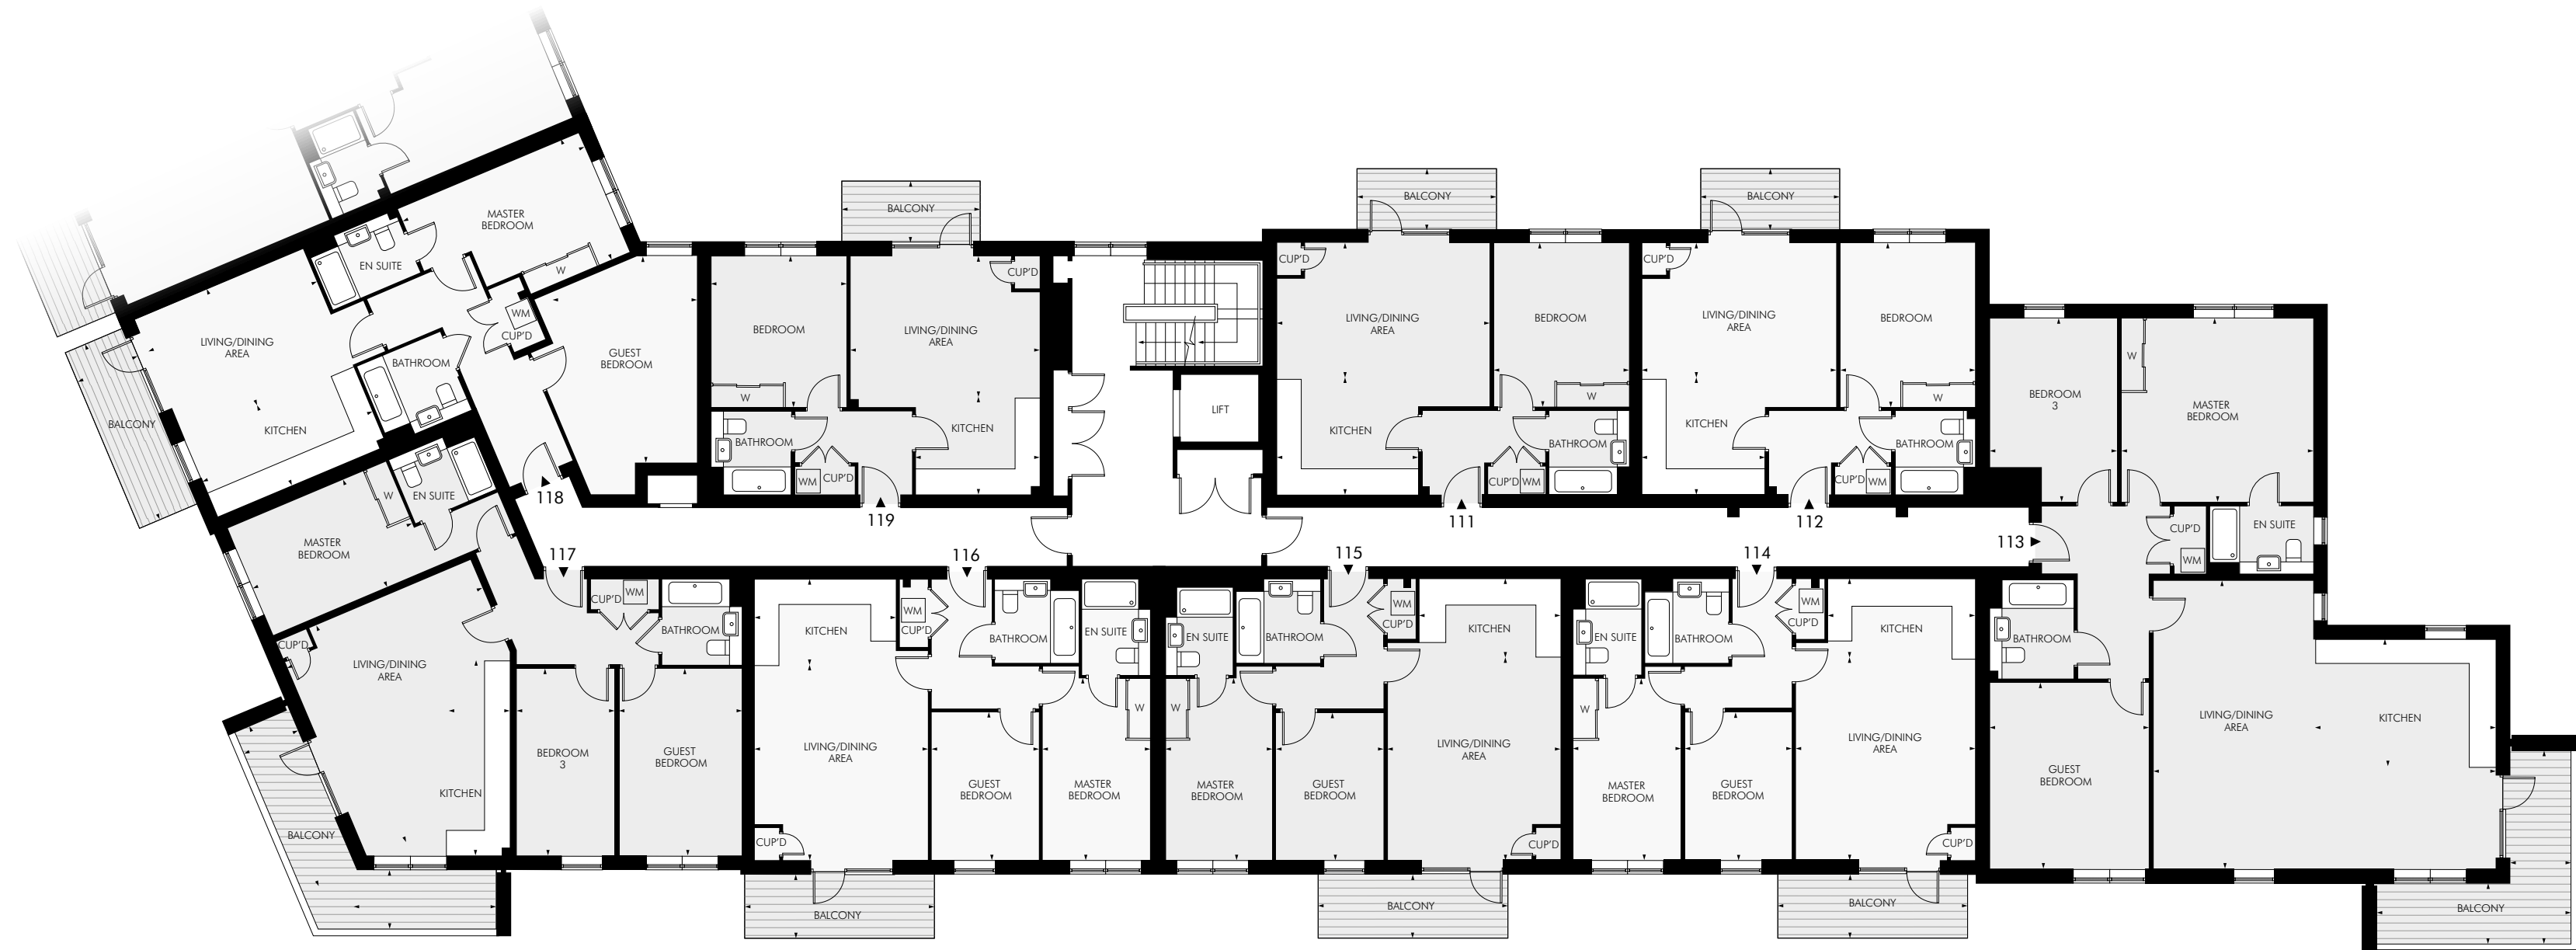 MASTER
BEDROOM
EN SUITE
W
WM
CUP'D
LIVING/DINING
AREA
BATHROOM
KITCHEN
BALCONY
GUEST
BEDROOM
118
BALCONY
BEDROOM
LIVING/DINING
AREA
CUP'D
W
BATHROOM
WM
CUP'D
KITCHEN
119
LIFT
BALCONY
CUP'D
LIVING/DINING
AREA
BEDROOM
W
KITCHEN
BATHROOM
CUP'D
WM
111
BALCONY
CUP'D
LIVING/DINING
AREA
BEDROOM
W
KITCHEN
BATHROOM
CUP'D
WM
112
BEDROOM
3
W
MASTER
BEDROOM
EN SUITE
CUP'D
WM
113
BATHROOM
LIVING/DINING
AREA
KITCHEN
GUEST
BEDROOM
BALCONY
W
EN SUITE
MASTER
BEDROOM
117
CUP'D
WM
BATHROOM
CUP'D
LIVING/DINING
AREA
KITCHEN
BEDROOM
3
GUEST
BEDROOM
BALCONY
116
KITCHEN
WM
CUP'D
BATHROOM
EN SUITE
W
LIVING/DINING
AREA
GUEST
BEDROOM
MASTER
BEDROOM
CUP'D
BALCONY
115
EN SUITE
BATHROOM
WM
CUP'D
KITCHEN
W
MASTER
BEDROOM
GUEST
BEDROOM
LIVING/DINING
AREA
CUP'D
BALCONY
114
EN SUITE
BATHROOM
WM
CUP'D
KITCHEN
W
MASTER
BEDROOM
GUEST
BEDROOM
LIVING/DINING
AREA
CUP'D
BALCONY